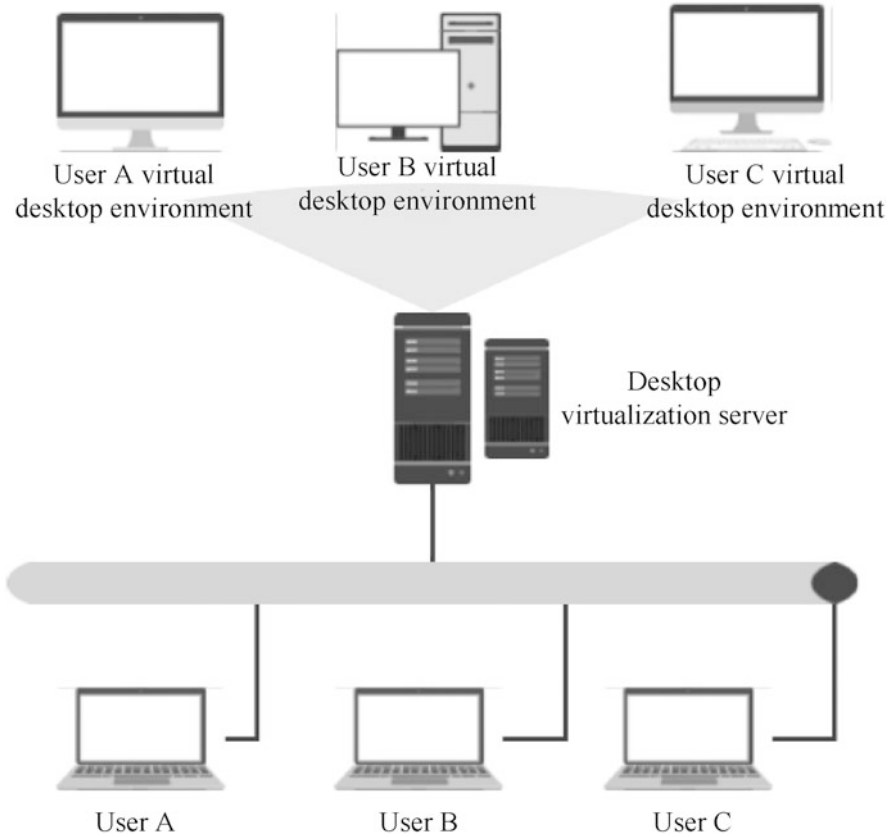 User A virtual
desktop environment
User B virtual
desktop environment
User C virtual
desktop environment
Desktop
virtualization server
User A
User B
User C